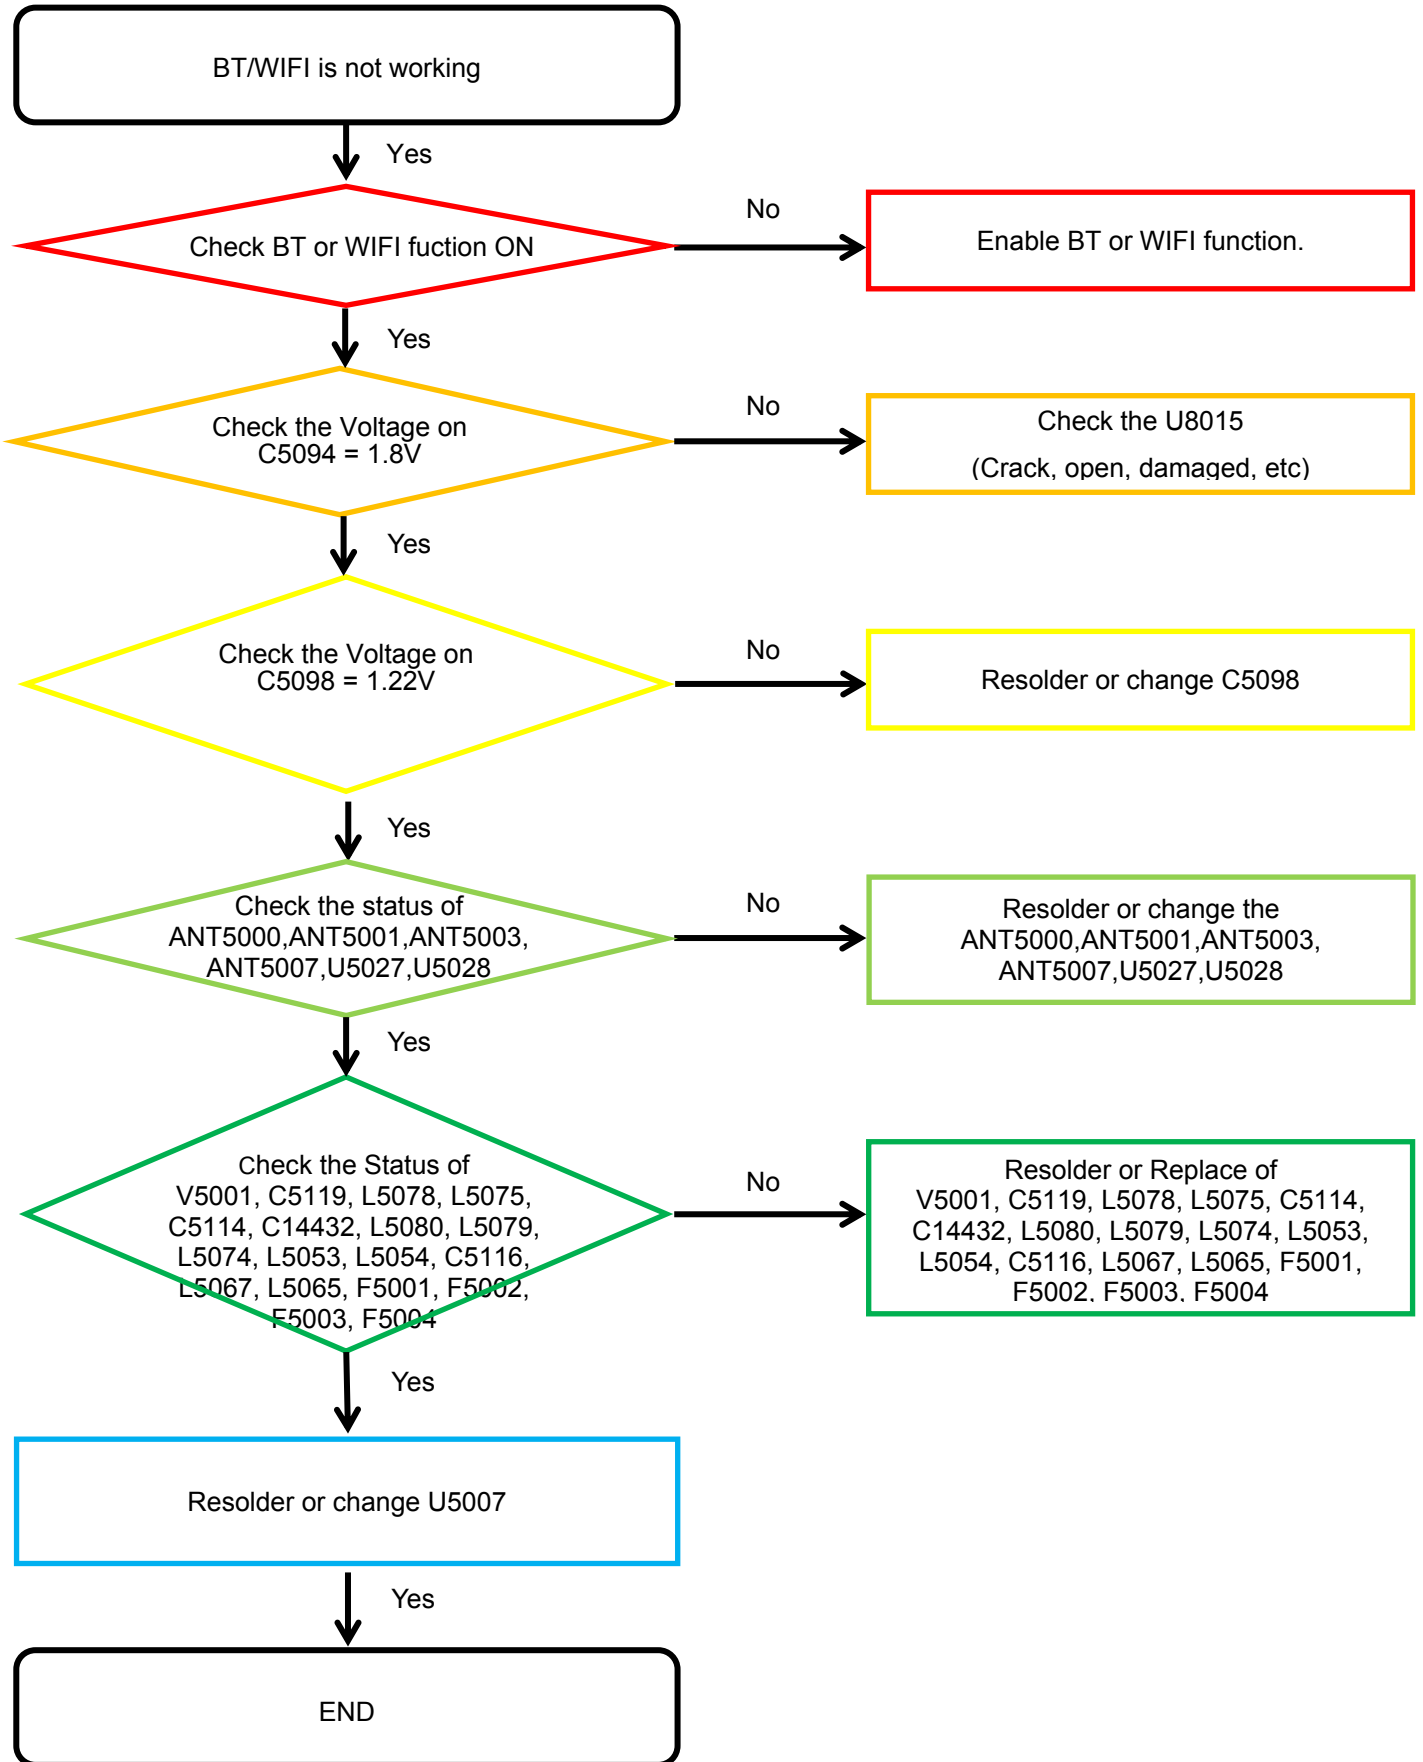 BT/WIFI is not working
Yes
Check BT or WIFI fuction ON
No
Enable BT or WIFI function.
Yes
Check the Voltage on
C5094 = 1.8V
No
Check the U8015
(Crack, open, damaged, etc)
Yes
Check the Voltage on
C5098 = 1.22V
No
Resolder or change C5098
Yes
Check the status of
ANT5000,ANT5001,ANT5003,
ANT5007,U5027,U5028
No
Resolder or change the
ANT5000,ANT5001,ANT5003,
ANT5007,U5027,U5028
Yes
Check the Status of
V5001, C5119, L5078, L5075,
C5114, C14432, L5080, L5079,
L5074, L5053, L5054, C5116,
L5067, L5065, F5001, F5002,
F5003, F5004
No
Resolder or Replace of
V5001, C5119, L5078, L5075, C5114,
C14432, L5080, L5079, L5074, L5053,
L5054, C5116, L5067, L5065, F5001,
F5002, F5003, F5004
Yes
Resolder or change U5007
Yes
END